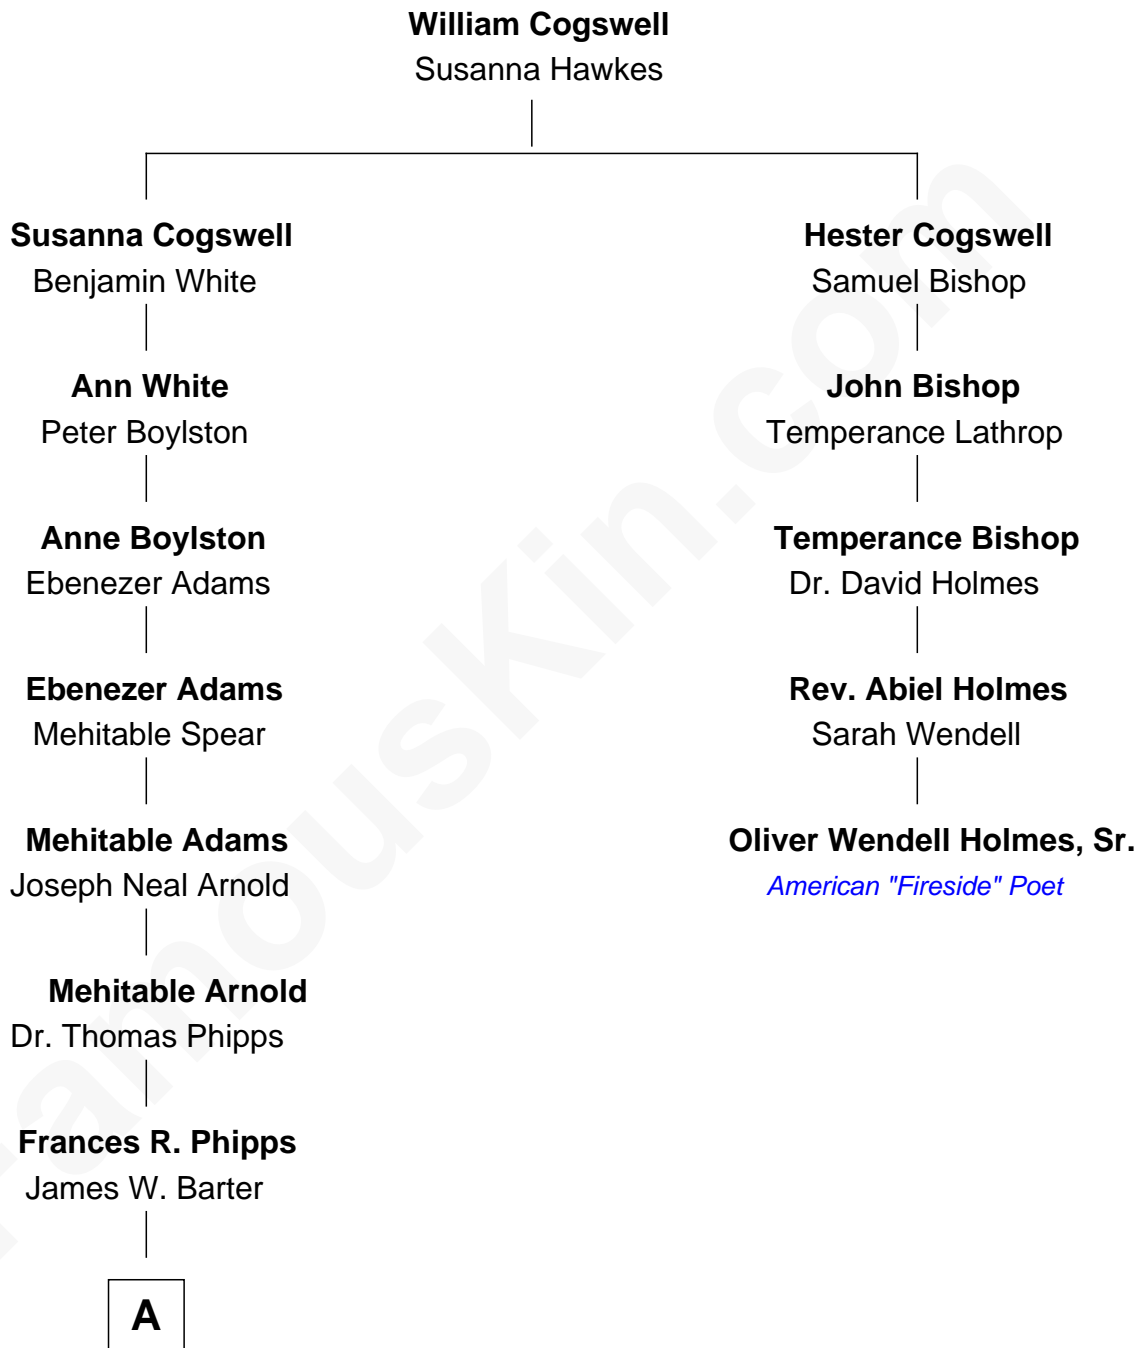 William Cogswell
Susanna Hawkes
Susanna Cogswell
Benjamin White
Hester Cogswell
Samuel Bishop
Ann White
Peter Boylston
John Bishop
Temperance Lathrop
Anne Boylston
Ebenezer Adams
Temperance Bishop
Dr. David Holmes
Ebenezer Adams
Mehitable Spear
Rev. Abiel Holmes
Sarah Wendell
Mehitable Adams
Joseph Neal Arnold
Oliver Wendell Holmes, Sr.
American "Fireside" Poet
Mehitable Arnold
Dr. Thomas Phipps
Frances R. Phipps
James W. Barter
A
FamousKin.com